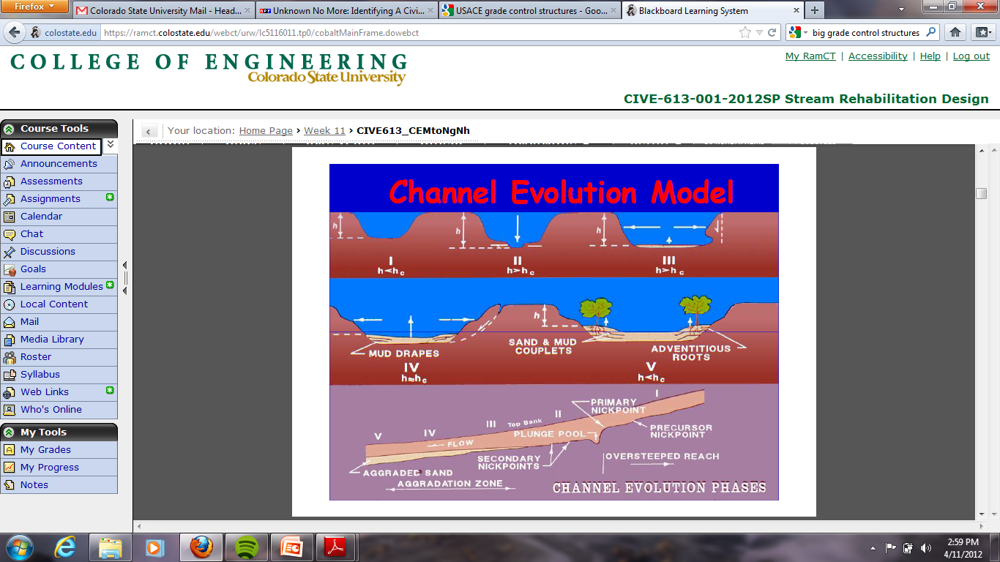 Firefox
Colorado State University Mail - Head...
Unknown No More: Identifying A Civi...
USACE grade control structures - Goo...
Blackboard Learning System
colostate.edu
https://ramct.colostate.edu/webct/urw/lc5116011.tp0/cobaltMainFrame.dowebct
big grade control structures
COLLEGE OF ENGINEERING
Colorado State University
My RamCT | Accessibility | Help | Log out
CIVE-613-001-2012SP Stream Rehabilitation Design
Your location: Home Page › Week 11 › CIVE613_CEMtoNgNh
Course Tools
Course Content
Announcements
Assessments
Assignments
Calendar
Chat
Discussions
Goals
Learning Modules
Local Content
Mail
Media Library
Roster
Syllabus
Web Links
Who's Online
My Tools
My Grades
My Progress
Notes
Channel Evolution Model
h
h
h
I
h<hc
II
h>hc
III
h>hc
h
MUD DRAPES
SAND & MUD
COUPLETS
ADVENTITIOUS
ROOTS
IV
h≈hc
V
h<hc
I
PRIMARY
NICKPOINT
II
III
Top Bank
PLUNGE POOL
PRECURSOR
NICKPOINT
V
IV
FLOW
SECONDARY
NICKPOINTS
OVERSTEEPED REACH
AGGRADED SAND
AGGRADATION ZONE
CHANNEL EVOLUTION PHASES
2:59 PM
4/11/2012